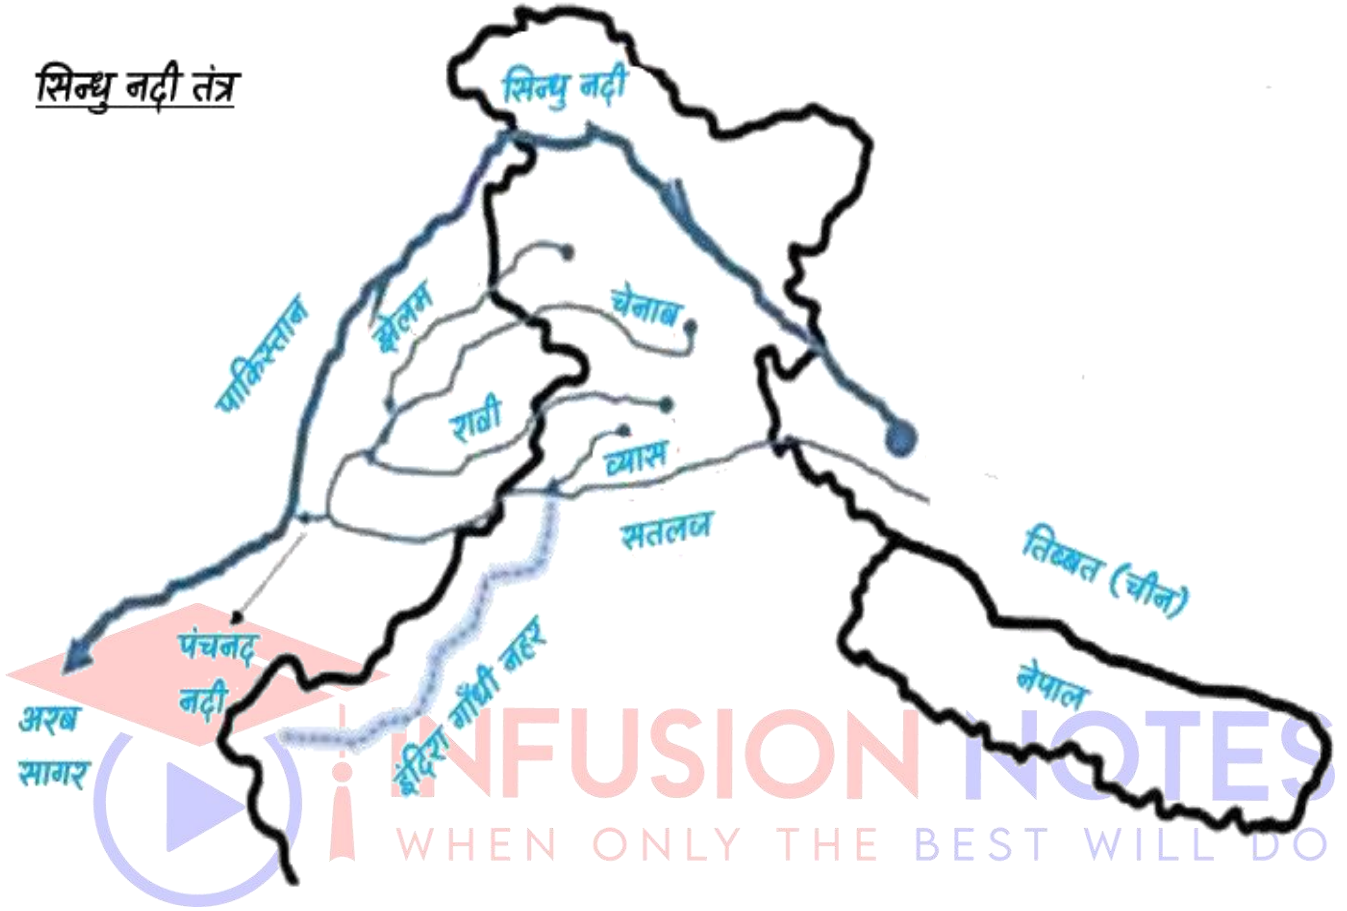 सिन्धु नदी तंत्र
सिन्धु नदी
पाकिस्तान
झेलम
चेनाब
रावी
व्यास
सतलज
तिब्बत (चीन)
नेपाल
पंचनद
नदी
अरब
सागर
इंदिरा गाँधी नहर
INFUSION NOTES
WHEN ONLY THE BEST WILL DO